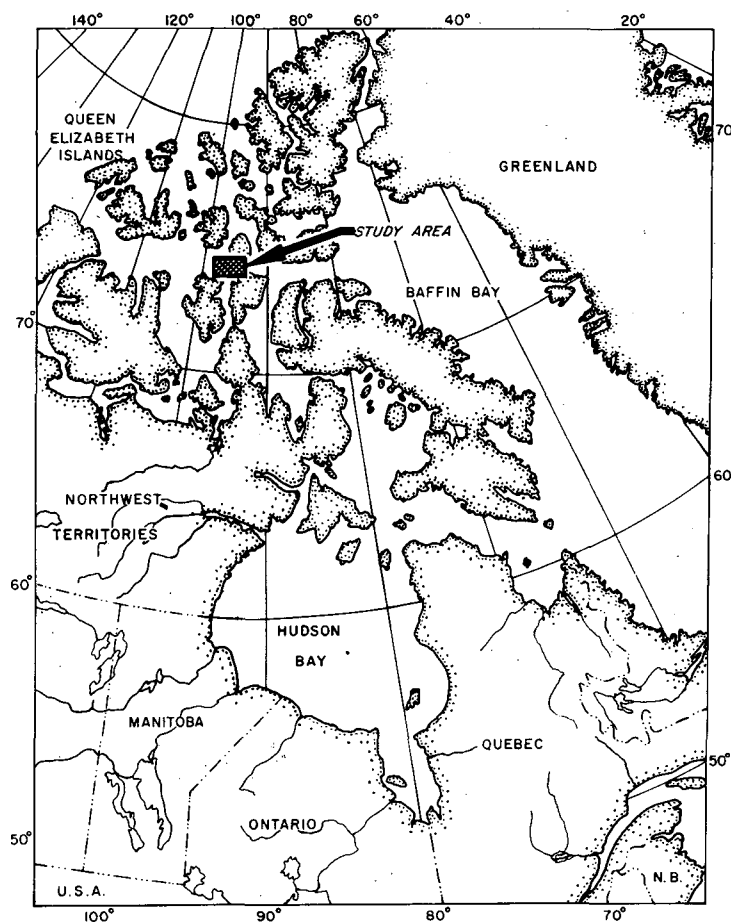 140° 120° 100° 80° 60° 40° 20°
QUEEN
ELIZABETH
ISLANDS
70°
GREENLAND
STUDY AREA
BAFFIN BAY
70°
60°
NORTHWEST
TERRITORIES
60°
HUDSON
BAY
MANITOBA
QUEBEC
50°
ONTARIO
50°
N.B.
U.S.A.
100° 90° 80° 70°